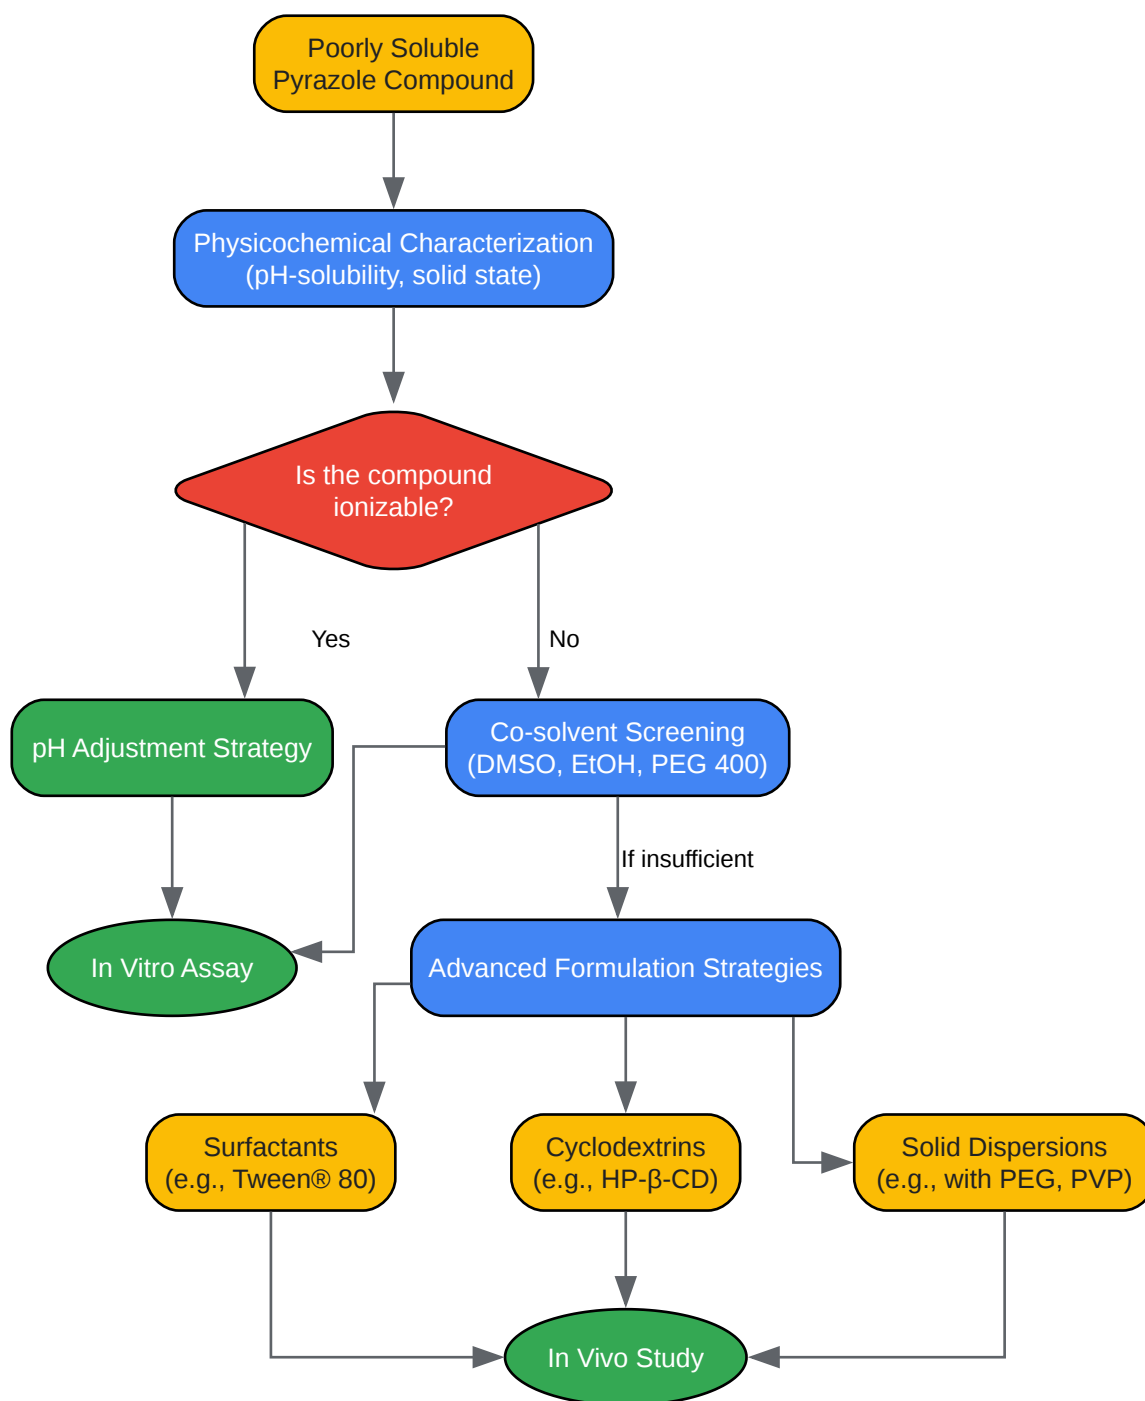 Poorly Soluble
Pyrazole Compound
Physicochemical Characterization
(pH-solubility, solid state)
Is the compound
ionizable?
Yes
No
pH Adjustment Strategy
Co-solvent Screening
(DMSO, EtOH, PEG 400)
If insufficient
In Vitro Assay
Advanced Formulation Strategies
Surfactants
(e.g., Tween® 80)
Cyclodextrins
(e.g., HP-β-CD)
Solid Dispersions
(e.g., with PEG, PVP)
In Vivo Study